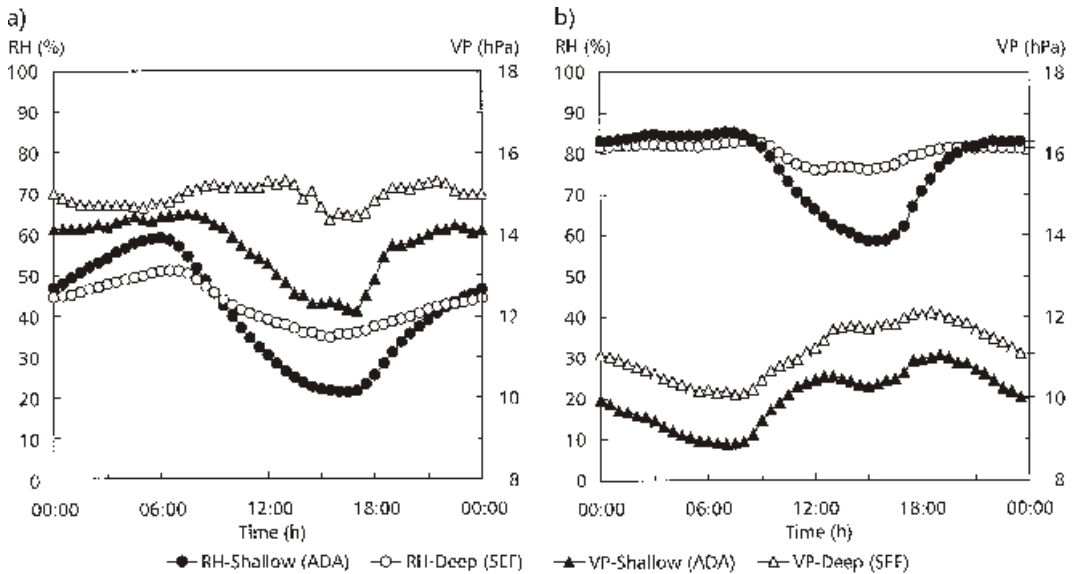 a)
RH (%) VP (hPa)
100 18
90
80 16
70
60 14
50
40 12
30
20 10
10
0 8
00:00 06:00 12:00 18:00 00:00
Time (h)
b)
RH (%) VP (hPa)
100 18
90
80 16
70
60 14
50
40 12
30
20 10
10
0 8
00:00 06:00 12:00 18:00 00:00
Time (h)
RH-Shallow (ADA) RH-Deep (SEF) VP-Shallow (ADA) VP-Deep (SFF)